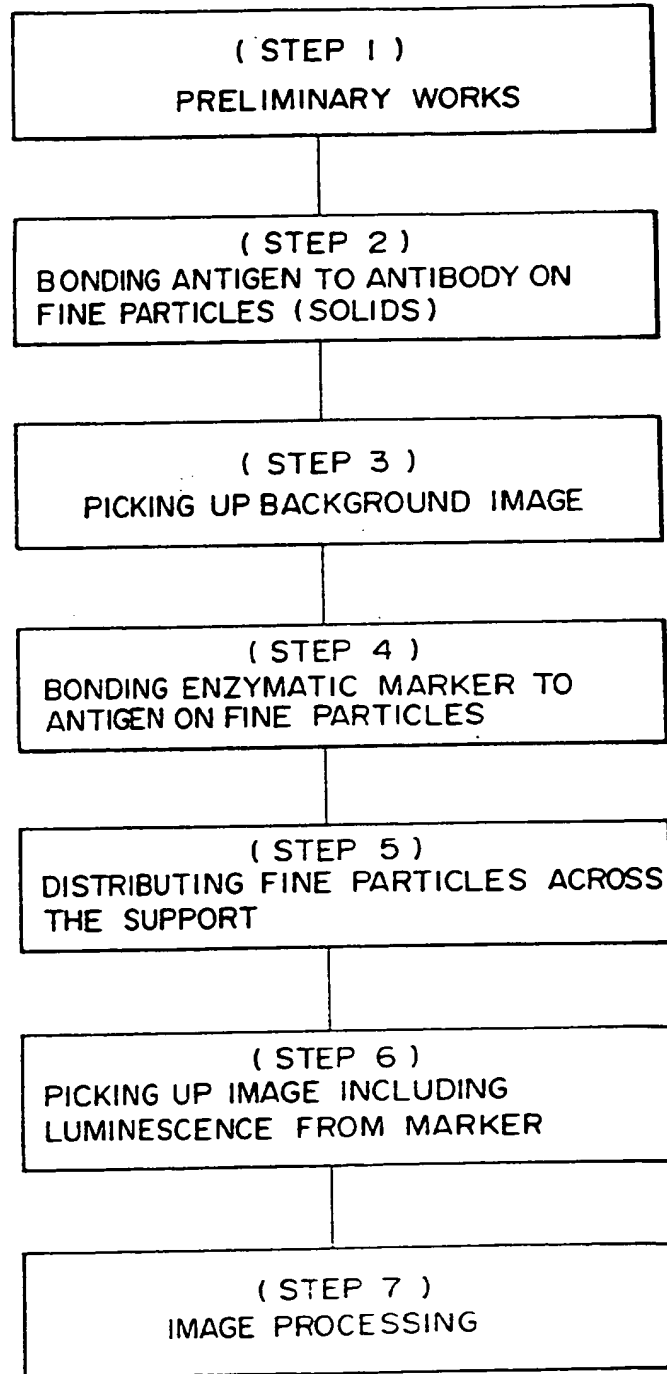 ( STEP 1 )
PRELIMINARY WORKS
( STEP 2 )
BONDING ANTIGEN TO ANTIBODY ON
FINE PARTICLES (SOLIDS)
( STEP 3 )
PICKING UP BACKGROUND IMAGE
( STEP 4 )
BONDING ENZYMATIC MARKER TO
ANTIGEN ON FINE PARTICLES
( STEP 5 )
DISTRIBUTING FINE PARTICLES ACROSS
THE SUPPORT
( STEP 6 )
PICKING UP IMAGE INCLUDING
LUMINESCENCE FROM MARKER
( STEP 7 )
IMAGE PROCESSING